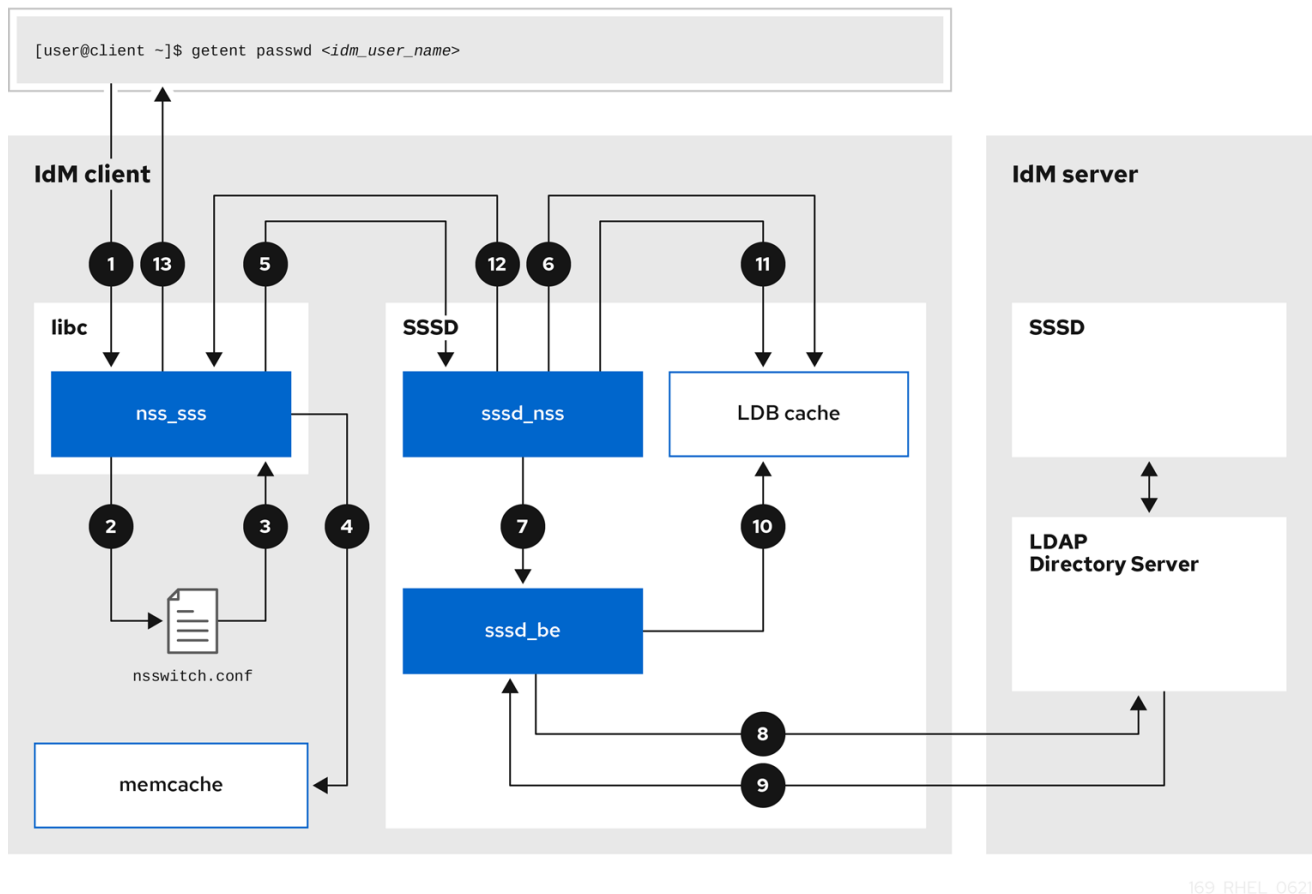 [user@client ~]$ getent passwd <idm_user_name>
IdM client
IdM server
1
13
5
12
6
11
libc
SSSD
SSSD
nss_sss
sssd_nss
LDB cache
2
3
4
7
10
LDAP
Directory Server
sssd_be
nsswitch.conf
8
memcache
9
169_RHEL_0621